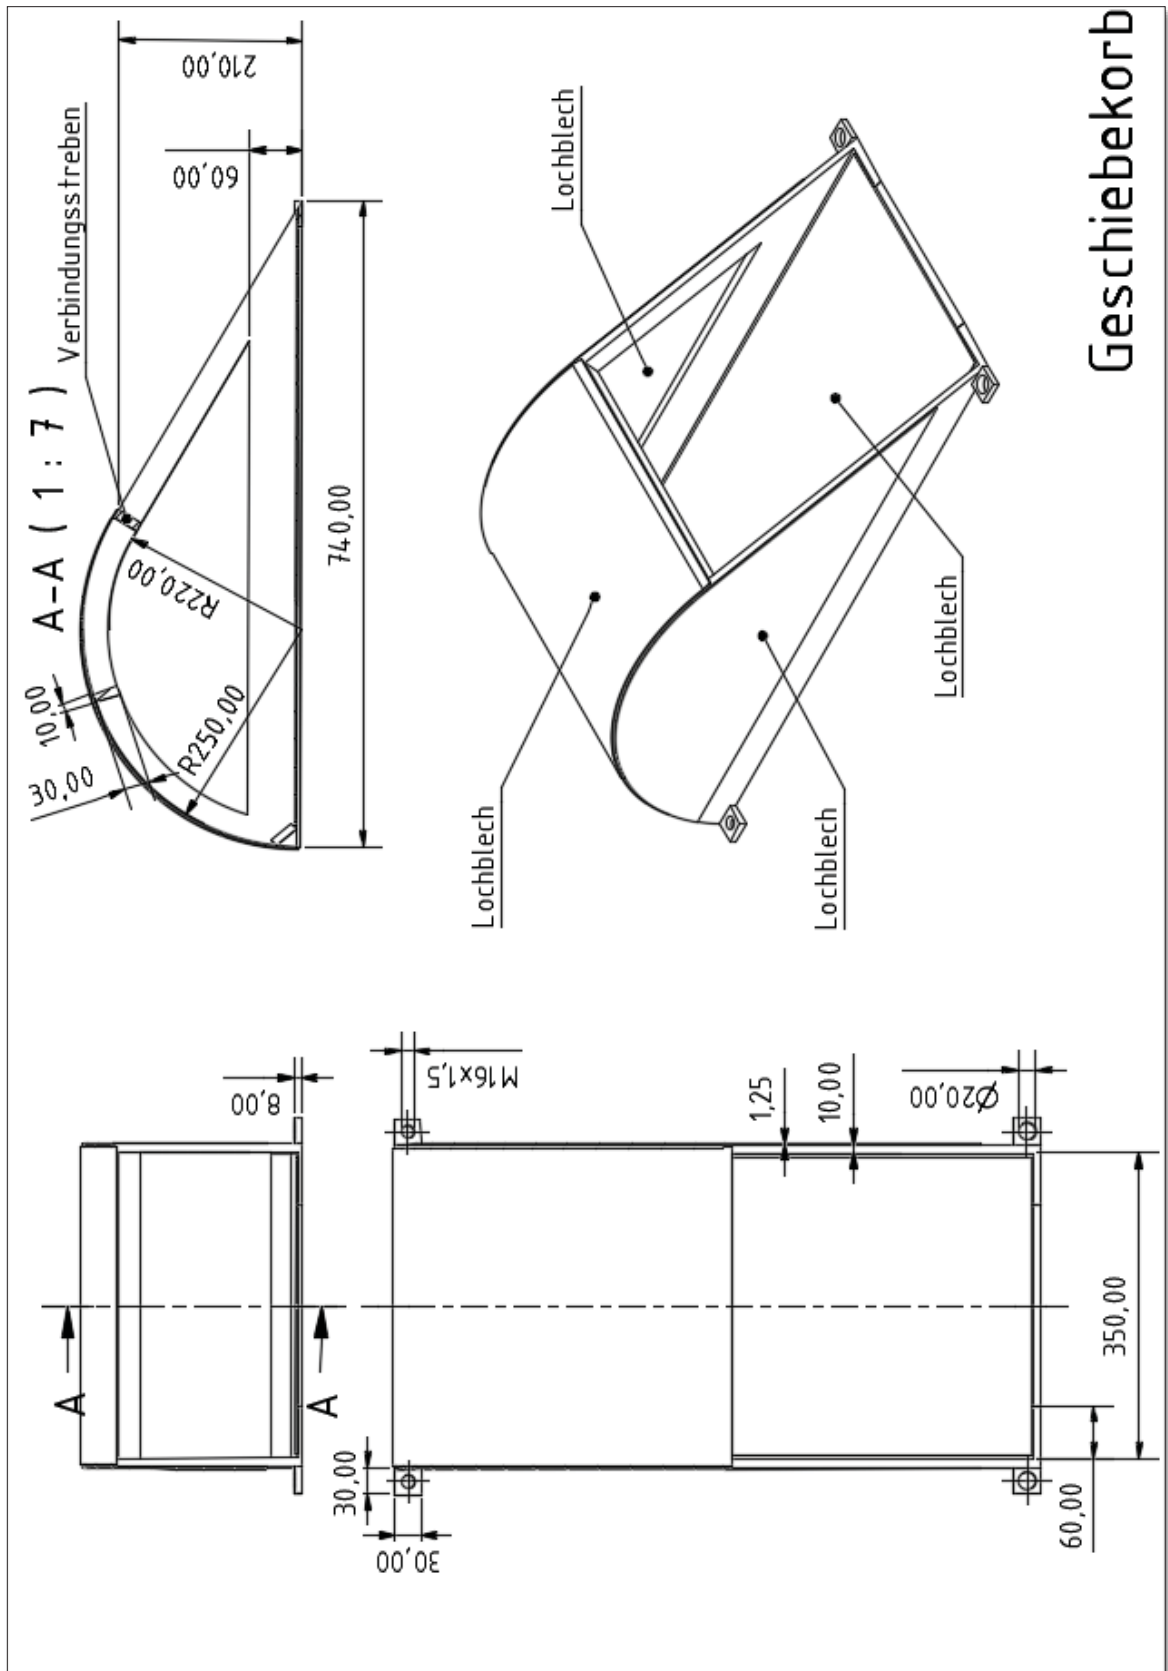 A-A ( 1 : 7 )
Verbindungsstreben
210,00
60,00
10,00
30,00
R250,00
R220,00
740,00
Lochblech
Lochblech
Lochblech
Lochblech
Geschiebekorb
8,00
A
A
M16x1,5
1,25
10,00
Ø20,00
30,00
30,00
350,00
60,00